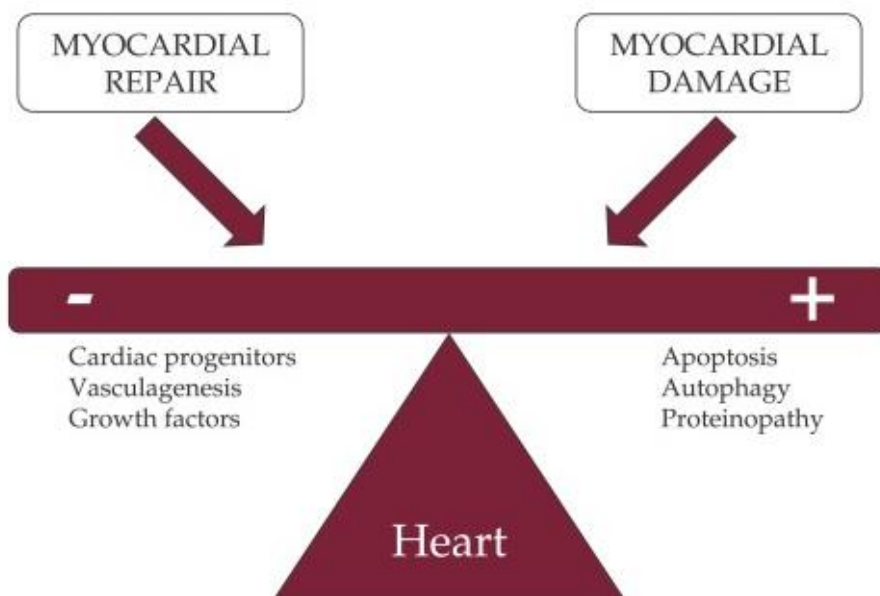 MYOCARDIAL
REPAIR
MYOCARDIAL
DAMAGE
-
+
Cardiac progenitors
Vasculagenesis
Growth factors
Apoptosis
Autophagy
Proteinopathy
Heart